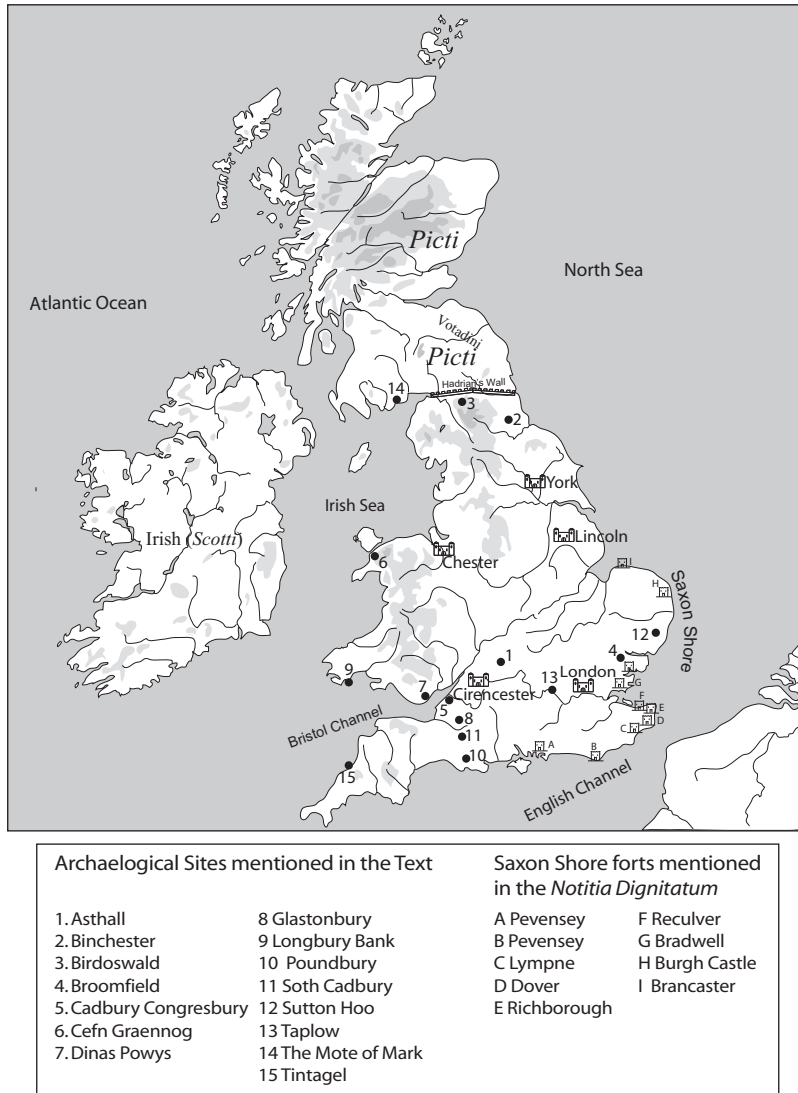 North Sea
Picti
Atlantic Ocean
Votadini
Picti
Hadrian's Wall
14
3
2
York
Irish Sea
Lincoln
Irish (Scotti)
Chester
6
I
H
Saxon Shore
12
1
4
9
7
13
London
G
Cirencester
5
F
E
D
8
C
Bristol Channel
11
10
A
B
15
English Channel
Archaelogical Sites mentioned in the Text
1. Asthall
2. Binchester
3. Birdoswald
4. Broomfield
5. Cadbury Congresbury
6. Cefn Graennog
7. Dinas Powys
8 Glastonbury
9 Longbury Bank
10 Poundbury
11 Soth Cadbury
12 Sutton Hoo
13 Taplow
14 The Mote of Mark
15 Tintagel
Saxon Shore forts mentioned
in the Notitia Dignitatum
A Pevensey
B Pevensey
C Lympne
D Dover
E Richborough
F Reculver
G Bradwell
H Burgh Castle
I Brancaster